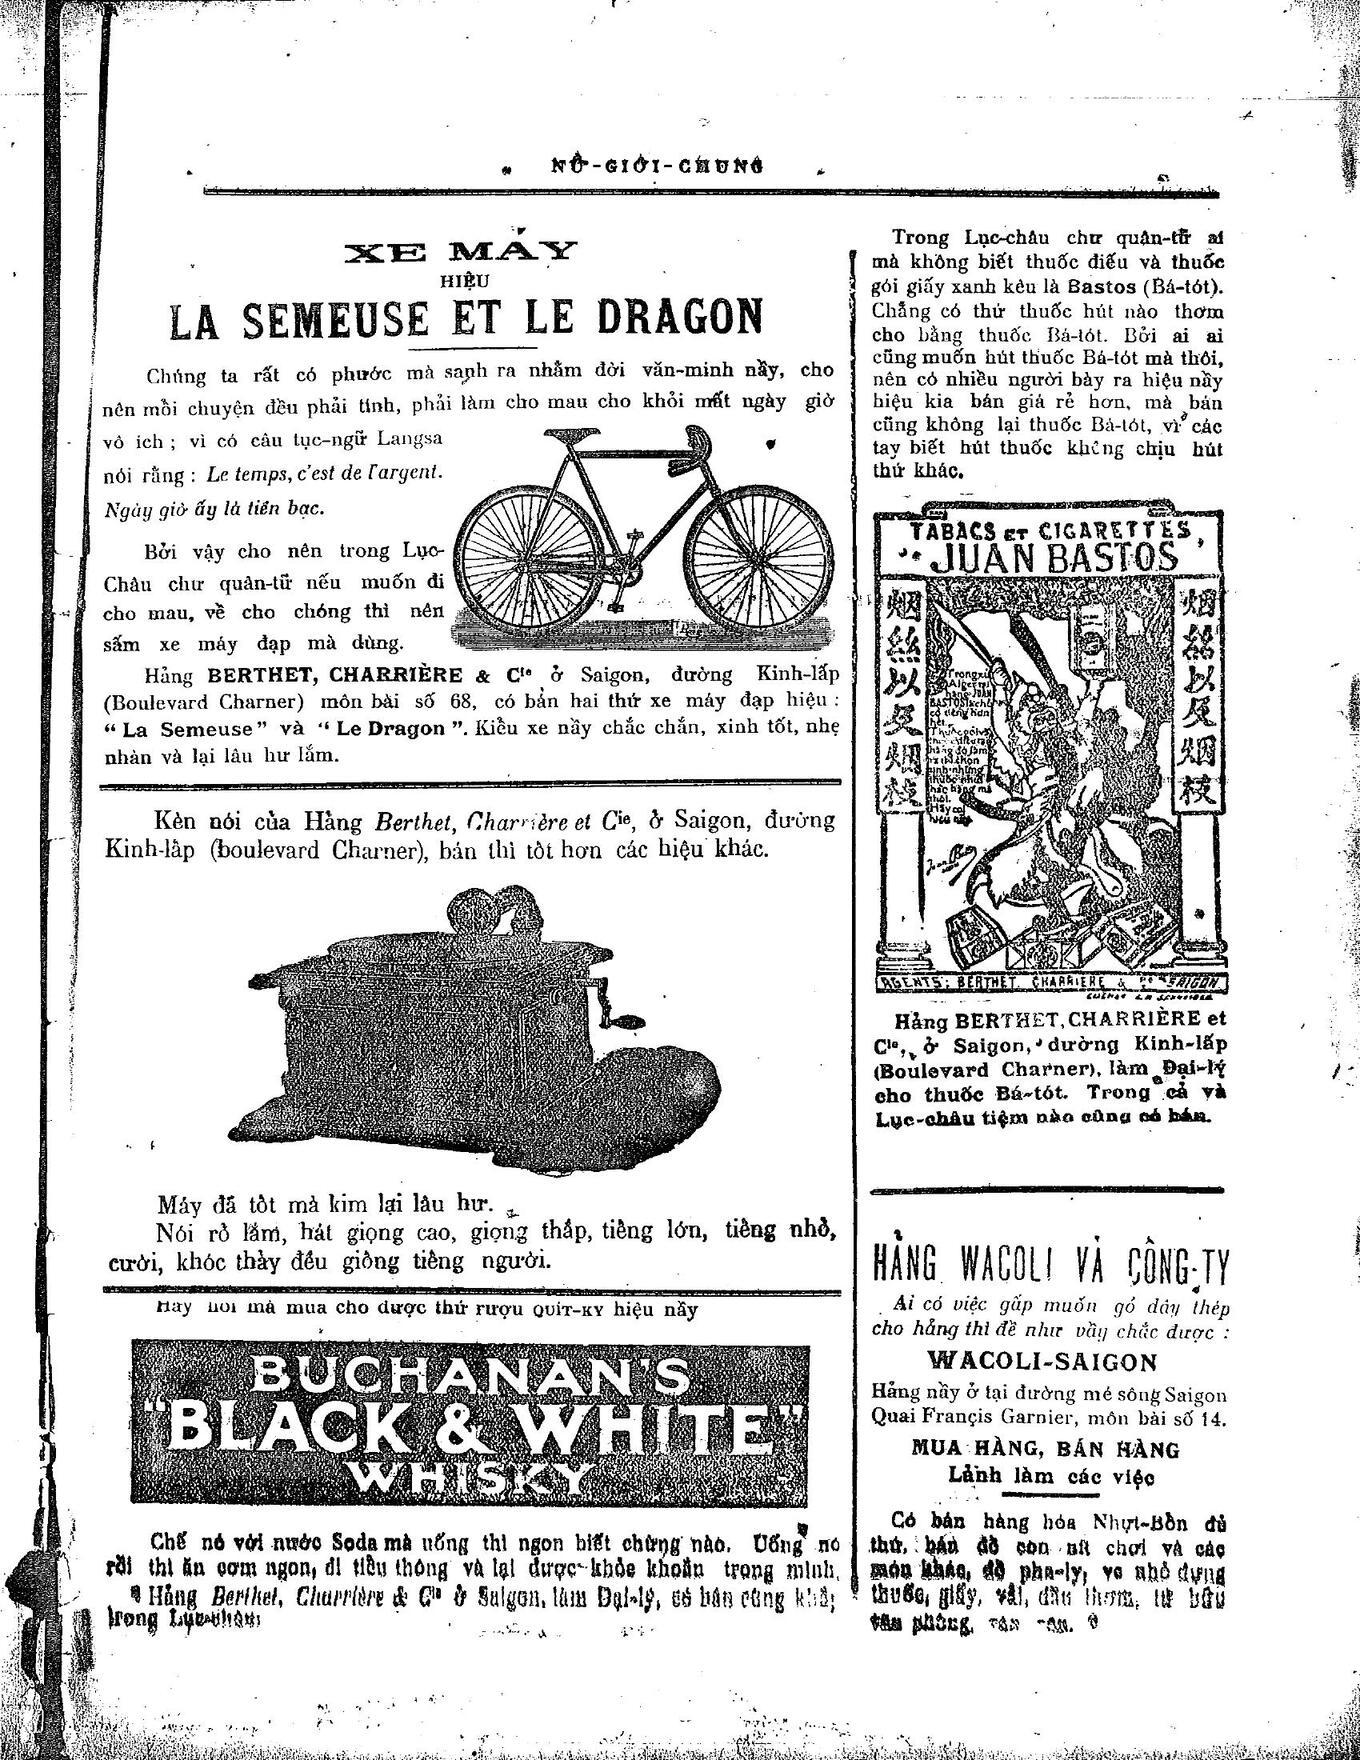 NỮ-GIỚI-CHUNG
XE MÁY
HIỆU
LA SEMEUSE ET LE DRAGON
Chúng ta rất có phước mà sanh ra nhằm đời văn-minh nầy, cho
nên mỗi chuyện đều phải tính, phải làm cho mau cho khỏi mất ngày giờ
vô ích ; vì có câu tục-ngữ Langsa
nói rằng : Le temps, c'est de l'argent.
Ngày giờ ấy là tiền bạc.
Bởi vậy cho nên trong Lục-
Châu chư quân-tử nếu muốn đi
cho mau, về cho chóng thì nên
sắm xe máy đạp mà dùng.
Hảng BERTHET, CHARRIÈRE & Cie ở Saigon, đường Kinh-lấp
(Boulevard Charner) môn bài số 68, có bản hai thứ xe máy đạp hiệu :
“ La Semeuse ” và “ Le Dragon ”. Kiểu xe nầy chắc chắn, xinh tốt, nhẹ
nhàn và lại lâu hư lắm.
Kèn nói của Hảng Berthet, Charrière et Cie, ở Saigon, đường
Kinh-lấp (boulevard Charner), bán thì tốt hơn các hiệu khác.
Máy đã tốt mà kim lại lâu hư.
Nói rỏ lắm, hát giọng cao, giọng thấp, tiếng lớn, tiếng nhỏ,
cười, khóc thảy đều giống tiếng người.
Hãy hỏi mà mua cho được thứ rượu QUÍT-KY hiệu nầy
BUCHANAN'S
“BLACK & WHITE”
WHISKY
Chế nó với nước Soda mà uống thì ngon biết chừng nào. Uống nó
rồi thì ăn cơm ngon, đi tiểu thông và lại được khỏe khoắn trong mình.
Hảng Berthet, Charrière & Cie ở Saigon, làm Đại-lý, có bán cùng khắp
trong Lục-châu.
Trong Lục-châu chư quân-tử ai
mà không biết thuốc điếu và thuốc
gói giấy xanh kêu là Bastos (Bá-tót).
Chẳng có thứ thuốc hút nào thơm
cho bằng thuốc Bá-tót. Bởi ai ai
cũng muốn hút thuốc Bá-tót mà thôi,
nên có nhiều người bày ra hiệu nầy
hiệu kia bán giá rẻ hơn, mà bán
cũng không lại thuốc Bá-tót, vì các
tay biết hút thuốc không chịu hút
thứ khác.
TABACS ET CIGARETTES
JUAN BASTOS
烟絲以及烟枝
烟絲以及烟枝
AGENTS: BERTHET CHARRIERE & Co SAIGON
Hảng BERTHET, CHARRIÈRE et
Cie, ở Saigon, đường Kinh-lấp
(Boulevard Charner), làm Đại-lý
cho thuốc Bá-tót. Trong cả và
Lục-châu tiệm nào cũng có bán.
HẢNG WACOLI VÀ CÔNG-TY
Ai có việc gấp muốn gỏ dây thép
cho hảng thì đề như vầy chắc được :
WACOLI-SAIGON
Hảng nầy ở tại đường mé sông Saigon
Quai Françis Garnier, môn bài số 14.
MUA HÀNG, BÁN HÀNG
Lảnh làm các việc
Có bán hàng hóa Nhựt-Bổn đủ
thứ, bán đồ con nít chơi và các
món khác, đồ pha-ly, ve nhỏ đựng
thuốc, giấy, vải, dầu thơm,
văn phòng,